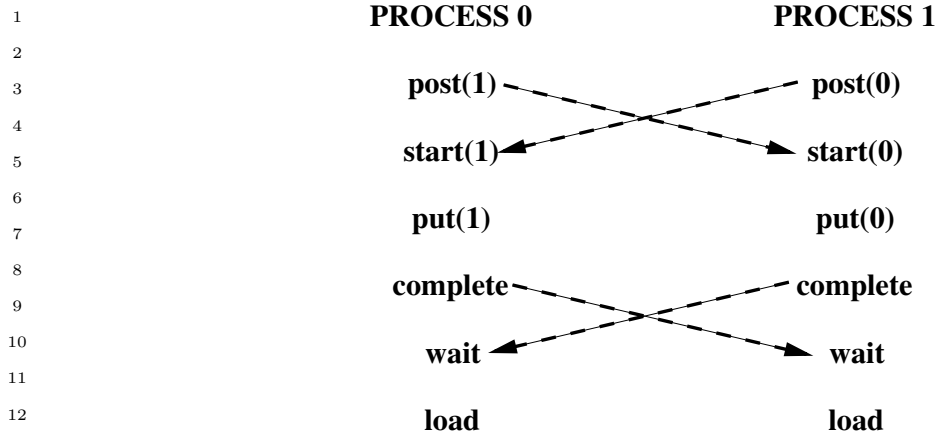 1 PROCESS 0 PROCESS 1
2
3 post(1) post(0)
4
5 start(1) start(0)
6
7 put(1) put(0)
8 complete complete
9
10 wait wait
11
12 load load